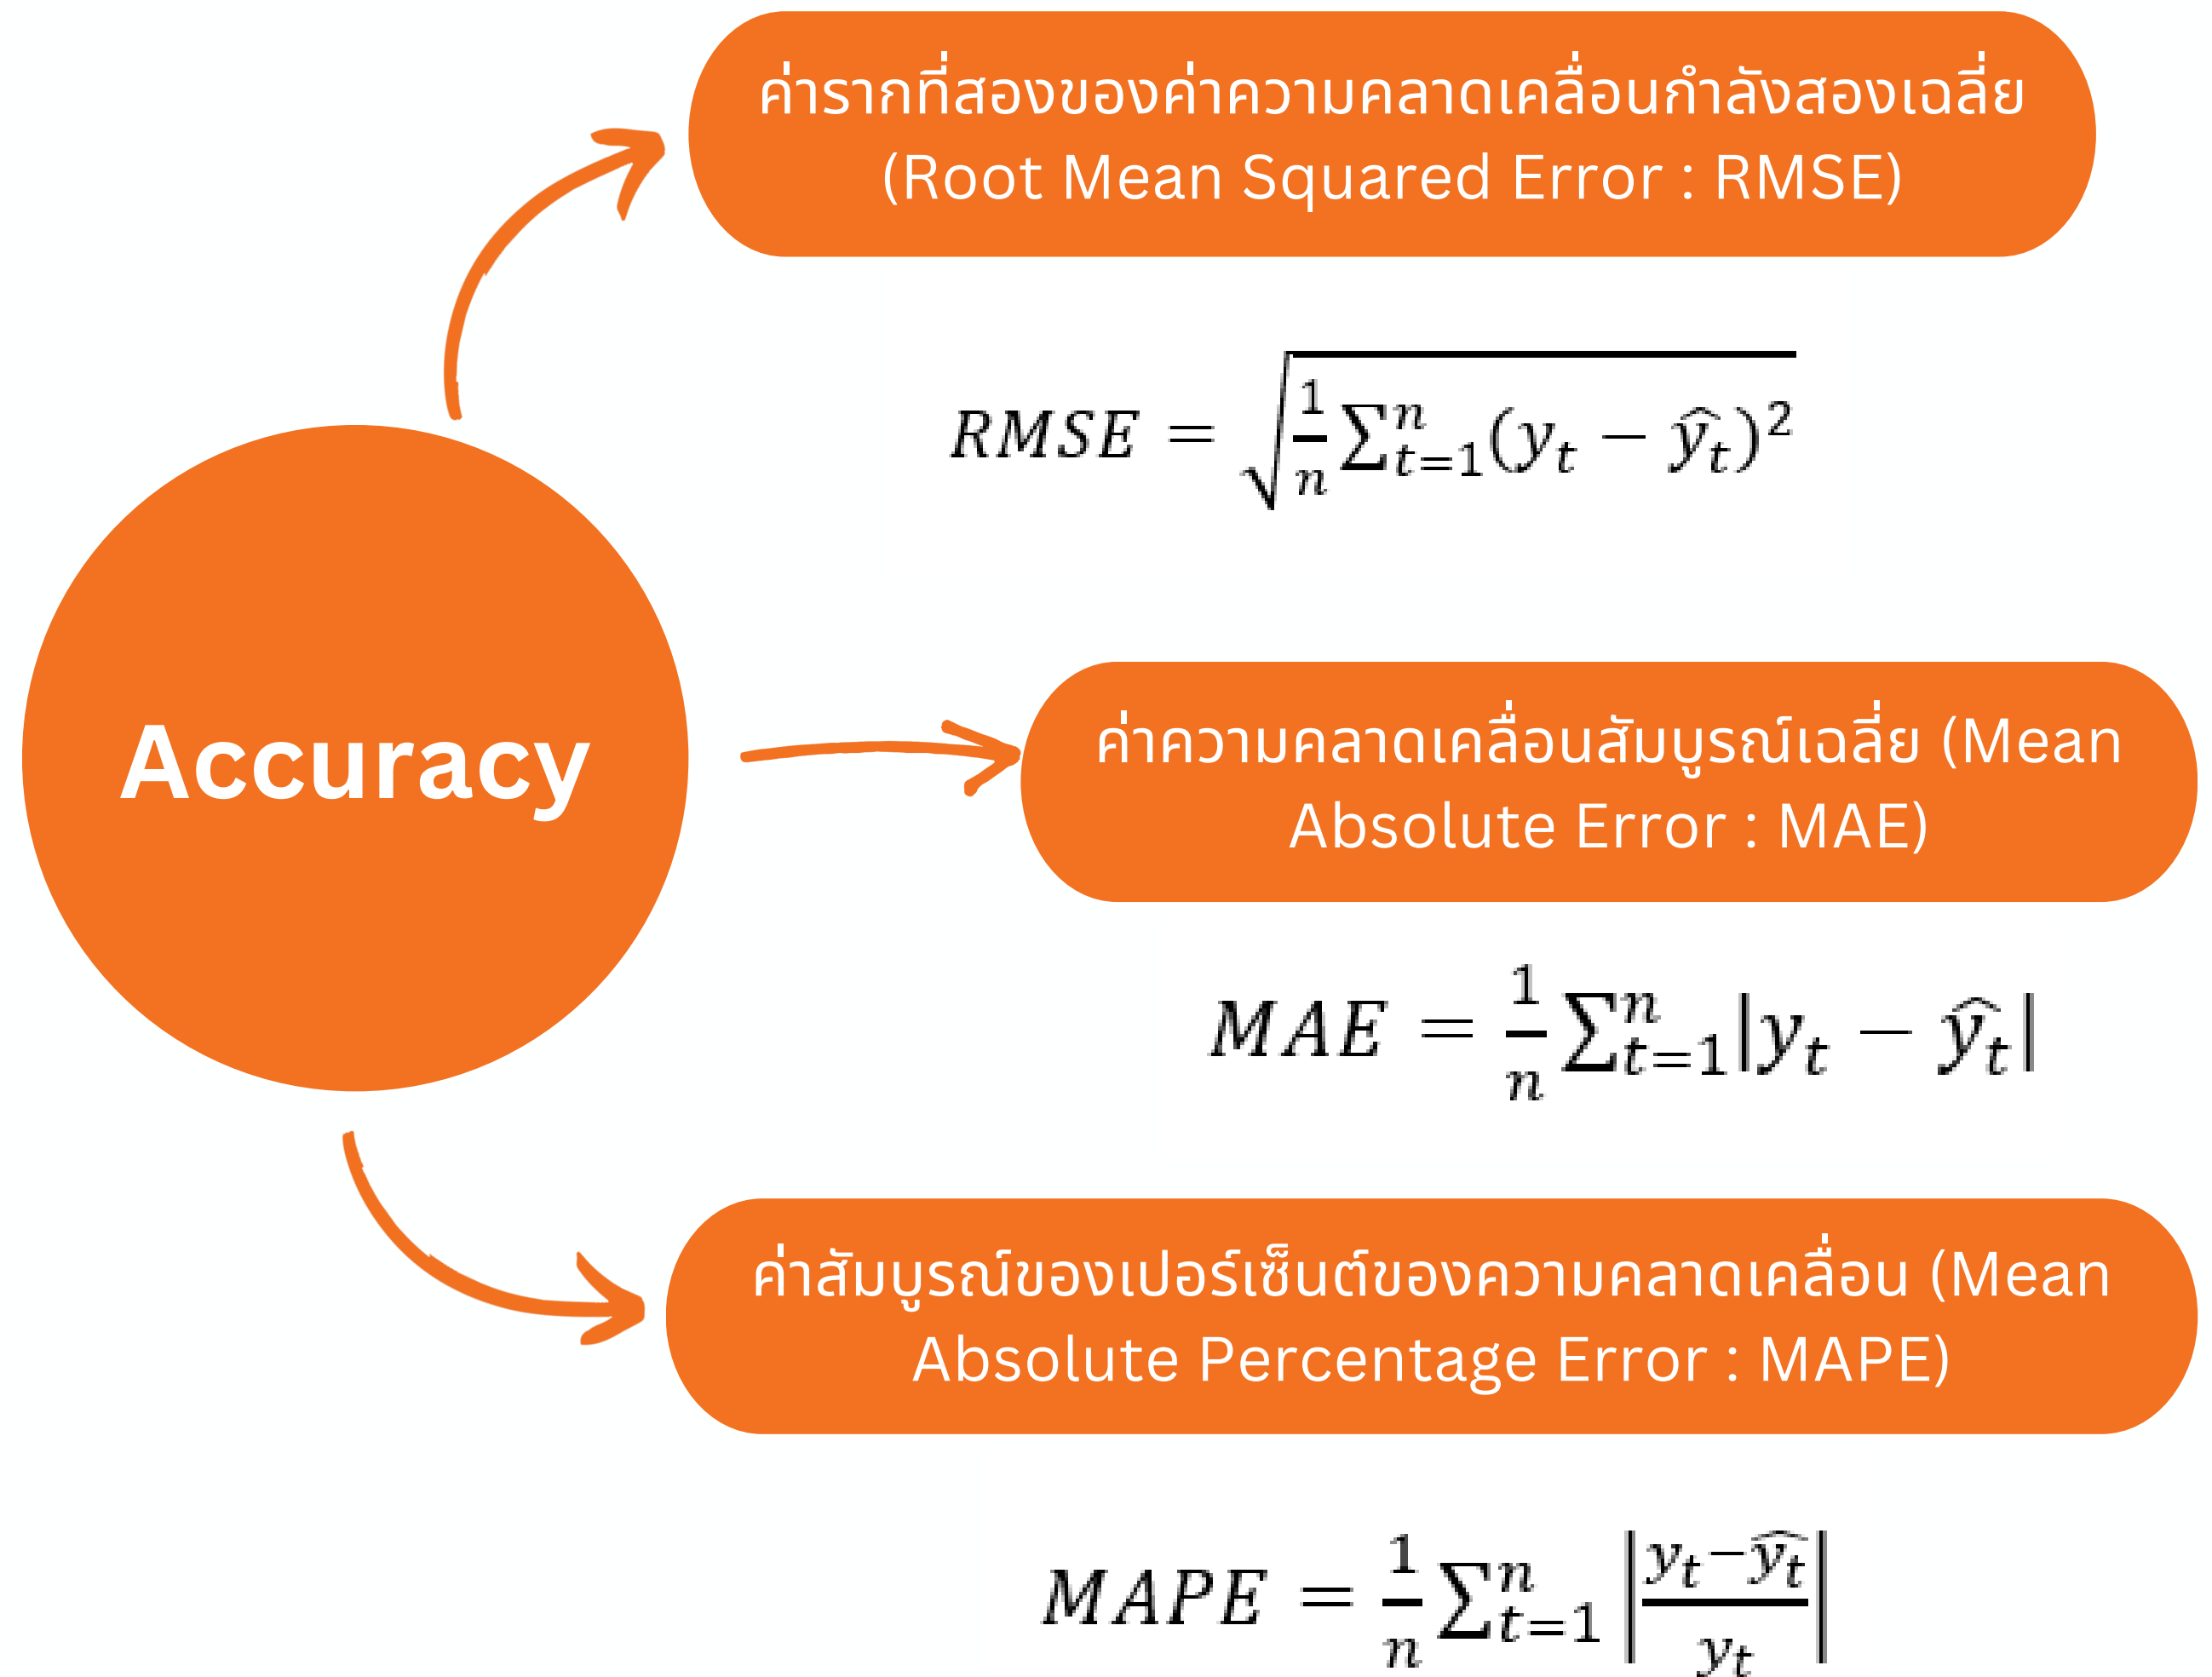 ค่ารากที่สองของค่าความคลาดเคลื่อนกำลังสองเฉลี่ย
(Root Mean Squared Error : RMSE)
RMSE = √(1/n ∑ⁿₜ₌₁(yₜ − ŷₜ)²)
Accuracy
ค่าความคลาดเคลื่อนสัมบูรณ์เฉลี่ย (Mean
Absolute Error : MAE)
MAE = 1/n ∑ⁿₜ₌₁|yₜ − ŷₜ|
ค่าสัมบูรณ์ของเปอร์เซ็นต์ของความคลาดเคลื่อน (Mean
Absolute Percentage Error : MAPE)
MAPE = 1/n ∑ⁿₜ₌₁ |(yₜ−ŷₜ)/yₜ|